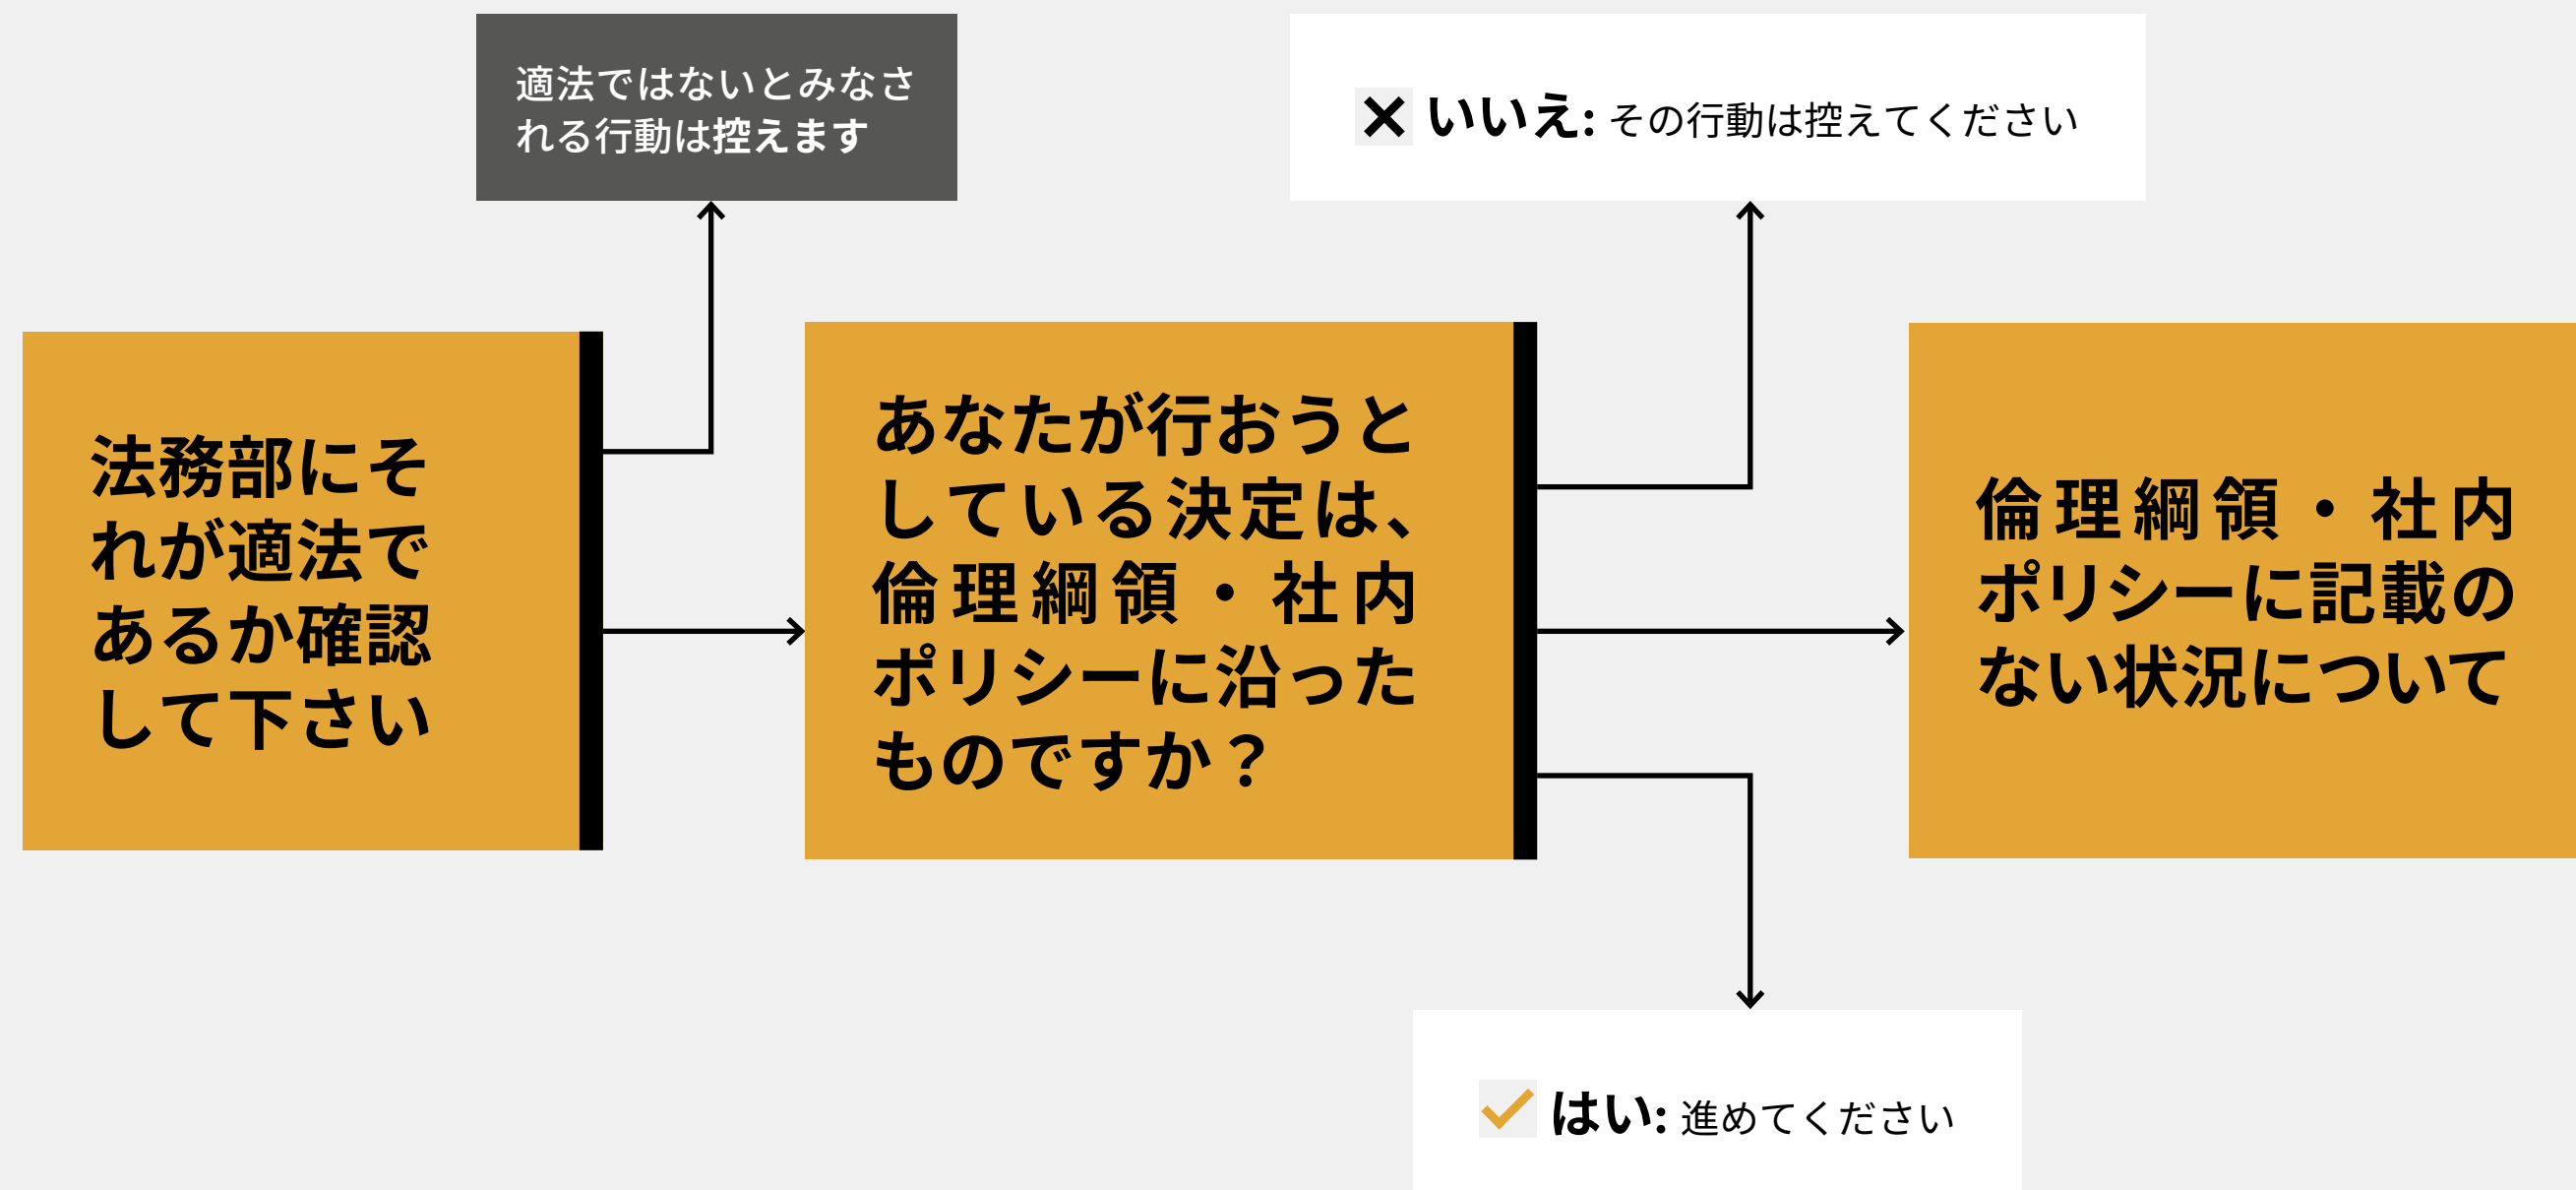 適法ではないとみなさ
れる行動は控えます
いいえ: その行動は控えてください
法務部にそ
れが適法で
あるか確認
して下さい
あなたが行おうと
している決定は、
倫理綱領・社内
ポリシーに沿った
ものですか？
倫理綱領・社内
ポリシーに記載の
ない状況について
はい: 進めてください